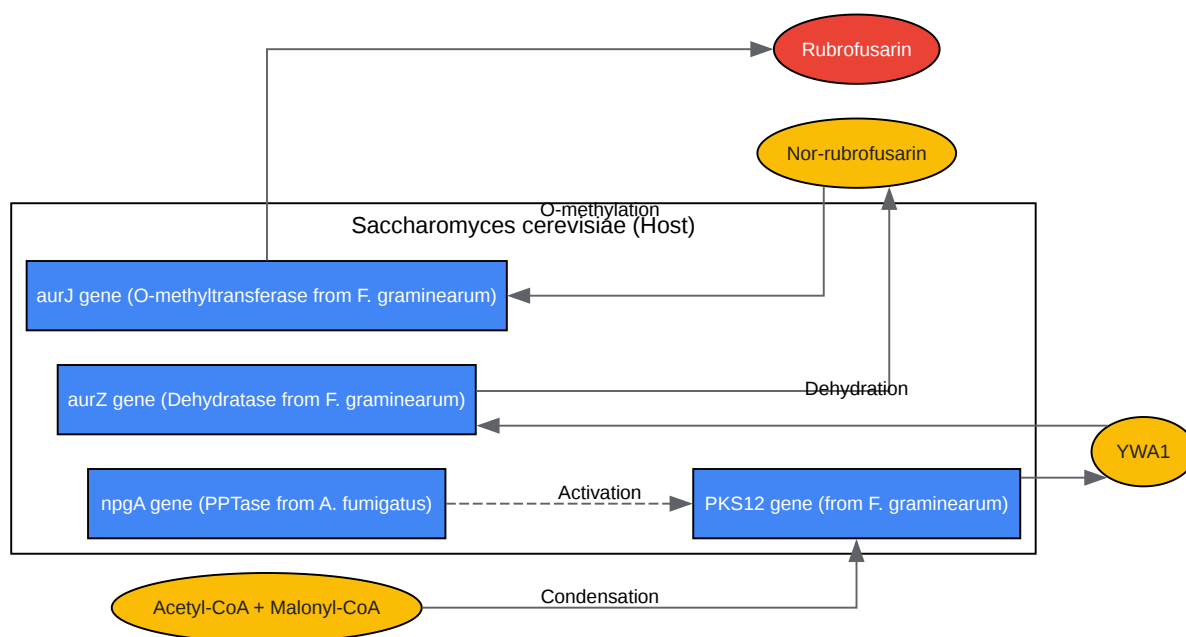 Rubrofusarin
Nor-rubrofusarin
O-methylation
Saccharomyces cerevisiae (Host)
aurJ gene (O-methyltransferase from F. graminearum)
aurZ gene (Dehydratase from F. graminearum)
Dehydration
YWA1
npgA gene (PPTase from A. fumigatus)
Activation
PKS12 gene (from F. graminearum)
Acetyl-CoA + Malonyl-CoA
Condensation